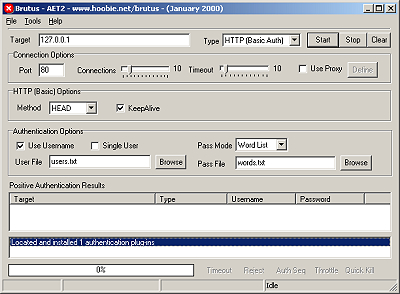 Brutus - AET2 - www.hoobie.net/brutus - (January 2000)
File Tools Help
Target 127.0.0.1 Type HTTP (Basic Auth) Start Stop Clear
Connection Options
Port 80 Connections 10 Timeout 10 Use Proxy Define
HTTP (Basic) Options
Method HEAD KeepAlive
Authentication Options
Use Username Single User Pass Mode Word List
User File users.txt Browse Pass File words.txt Browse
Positive Authentication Results
Target Type Username Password
Located and installed 1 authentication plug-ins
0% Timeout Reject Auth Seq Throttle Quick Kill
Idle